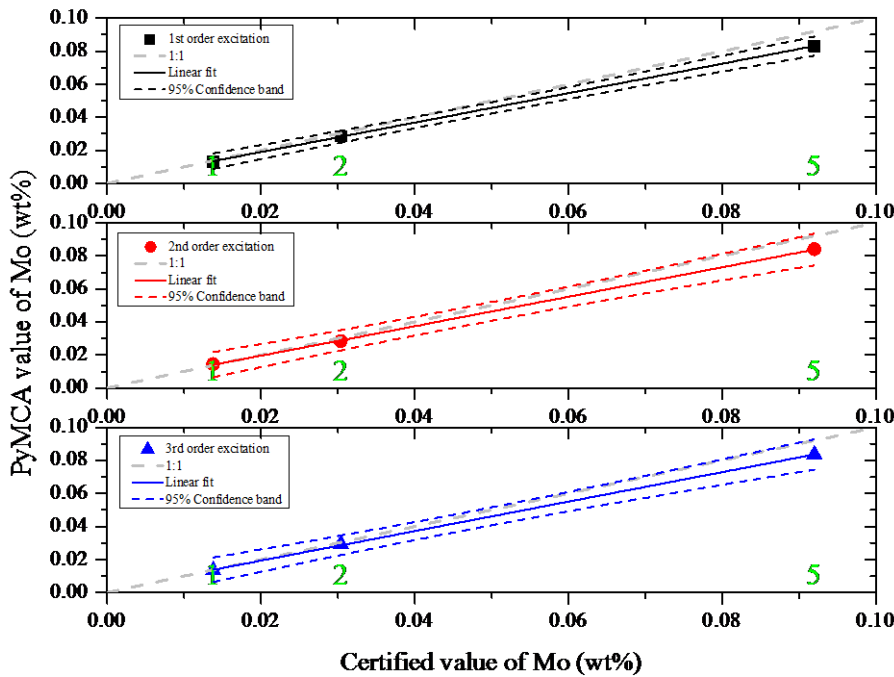 0.10
0.08
0.06
0.04
0.02
0.00
1st order excitation
1:1
Linear fit
95% Confidence band
1 2 5
0.00 0.02 0.04 0.06 0.08 0.10
0.10
0.08
0.06
0.04
0.02
0.00
2nd order excitation
1:1
Linear fit
95% Confidence band
1 2 5
0.00 0.02 0.04 0.06 0.08 0.10
0.10
0.08
0.06
0.04
0.02
0.00
3rd order excitation
1:1
Linear fit
95% Confidence band
1 2 5
0.00 0.02 0.04 0.06 0.08 0.10
PyMCA value of Mo (wt%)
Certified value of Mo (wt%)